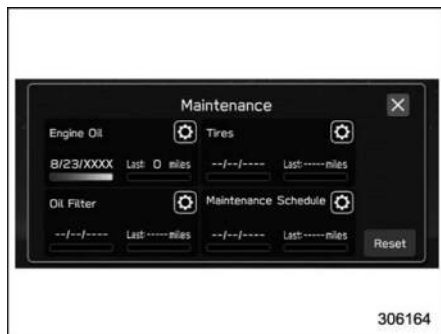 Maintenance
Engine Oil
Tires
8/23/XXXX Last: 0 miles
--/--/---- Last:-----miles
Oil Filter
Maintenance Schedule
--/--/---- Last:-----miles
--/--/---- Last:-----miles
Reset
306164